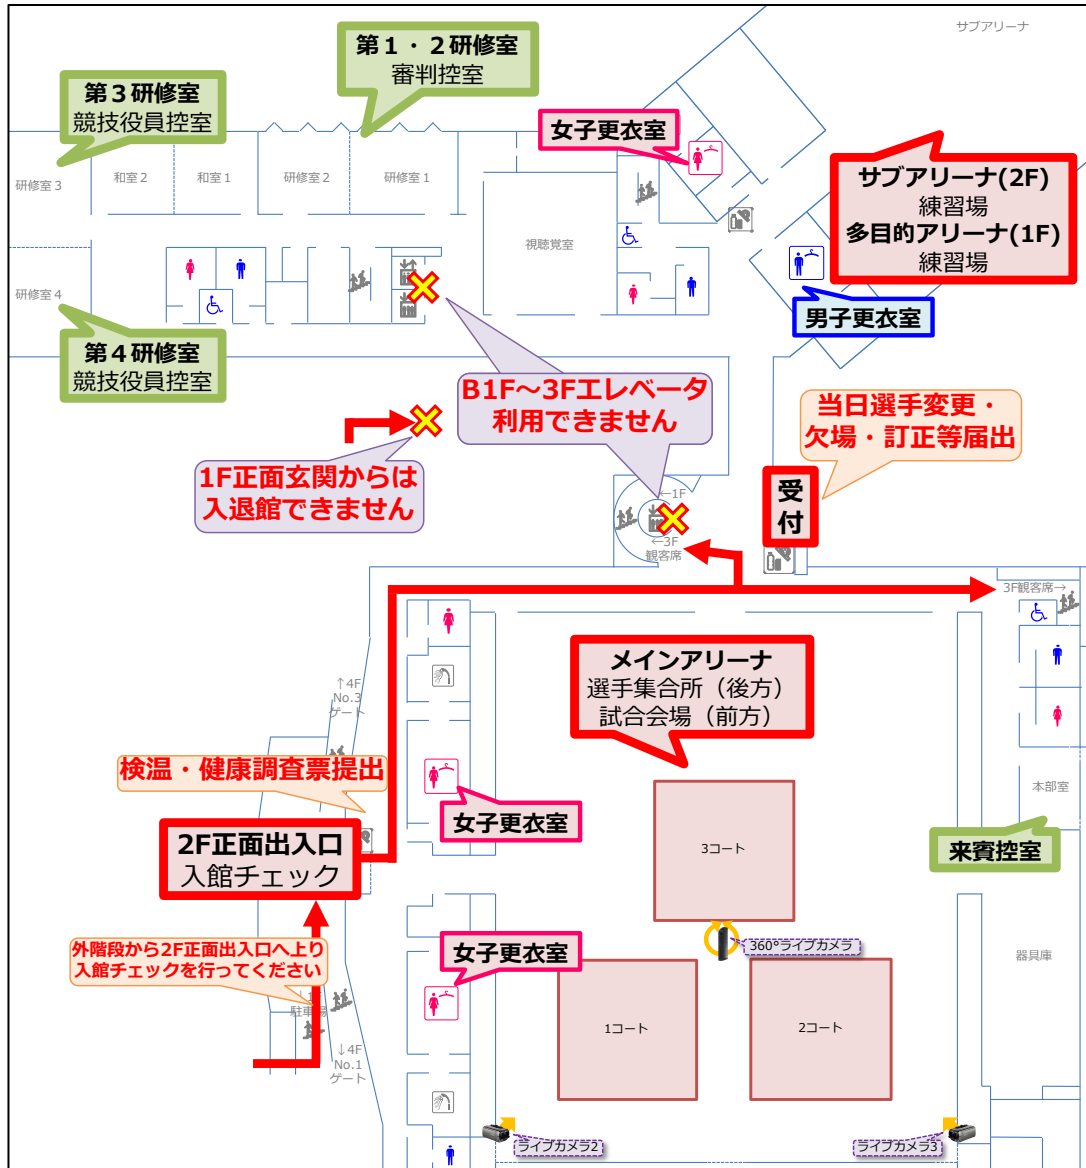 サブアリーナ
第１・２研修室
審判控室
第３研修室
競技役員控室
女子更衣室
サブアリーナ(2F)
練習場
多目的アリーナ(1F)
練習場
研修室３
和室２
和室１
研修室２
研修室１
視聴覚室
研修室４
男子更衣室
第４研修室
競技役員控室
B1F～3Fエレベータ
利用できません
当日選手変更・
欠場・訂正等届出
1F正面玄関からは
入退館できません
受
付
←1F
←3F
観客席
3F観客席→
メインアリーナ
選手集合所（後方）
試合会場（前方）
↑4F
No.3
ゲート
検温・健康調査票提出
女子更衣室
本部室
2F正面出入口
入館チェック
3コート
来賓控室
外階段から2F正面出入口へ上り
入館チェックを行ってください
女子更衣室
360°ライブカメラ
器具庫
駐車場
1コート
2コート
↓4F
No.1
ゲート
ライブカメラ2
ライブカメラ3